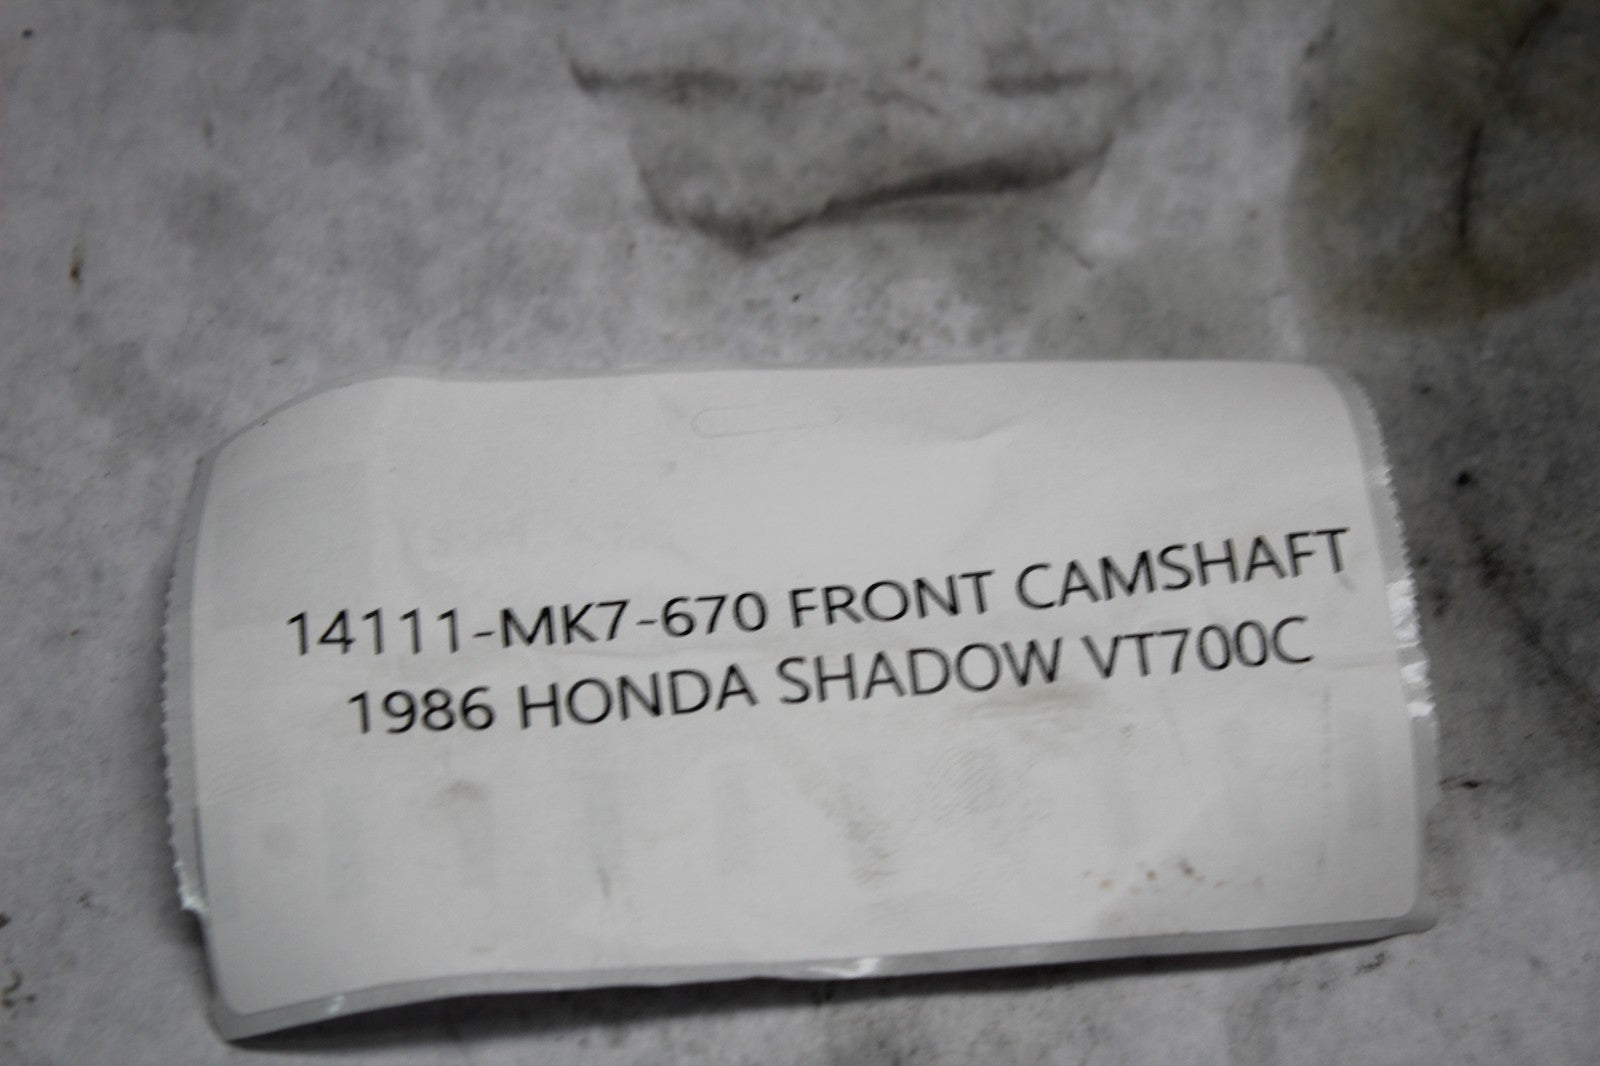 14111-MK7-670 FRONT CAMSHAFT
1986 HONDA SHADOW VT700C